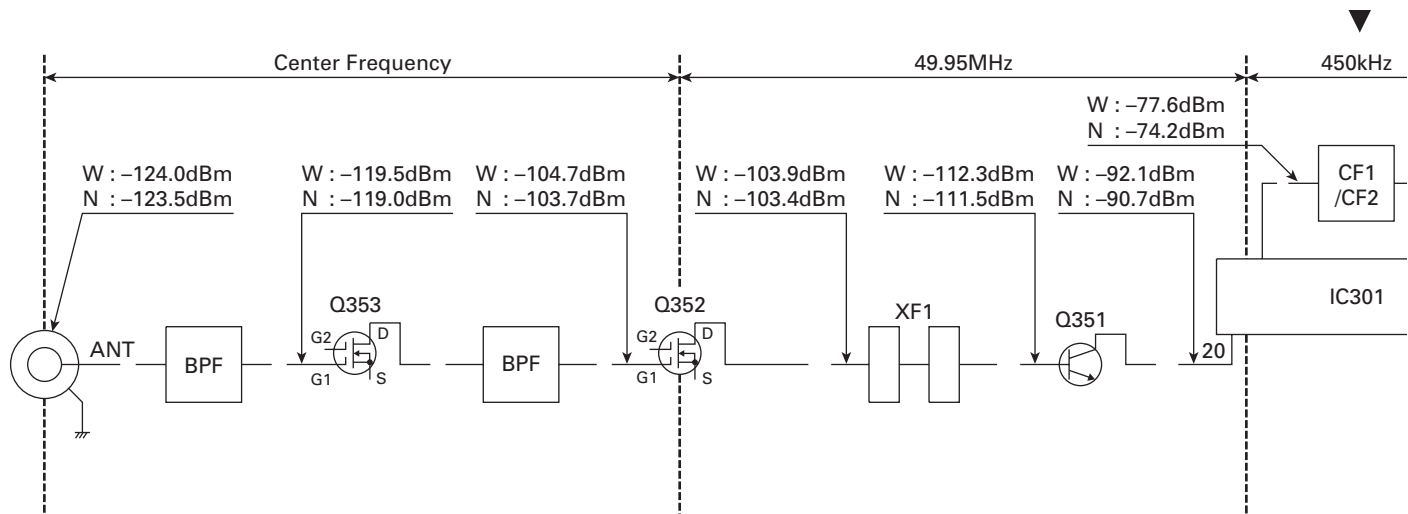 Center Frequency
49.95MHz
450kHz
W : –77.6dBm
N : –74.2dBm
W : –124.0dBm
N : –123.5dBm
W : –119.5dBm
N : –119.0dBm
W : –104.7dBm
N : –103.7dBm
W : –103.9dBm
N : –103.4dBm
W : –112.3dBm
N : –111.5dBm
W : –92.1dBm
N : –90.7dBm
CF1
/CF2
IC301
Q353
Q352
XF1
Q351
G2
D
G1
S
G2
D
G1
S
ANT
BPF
BPF
20